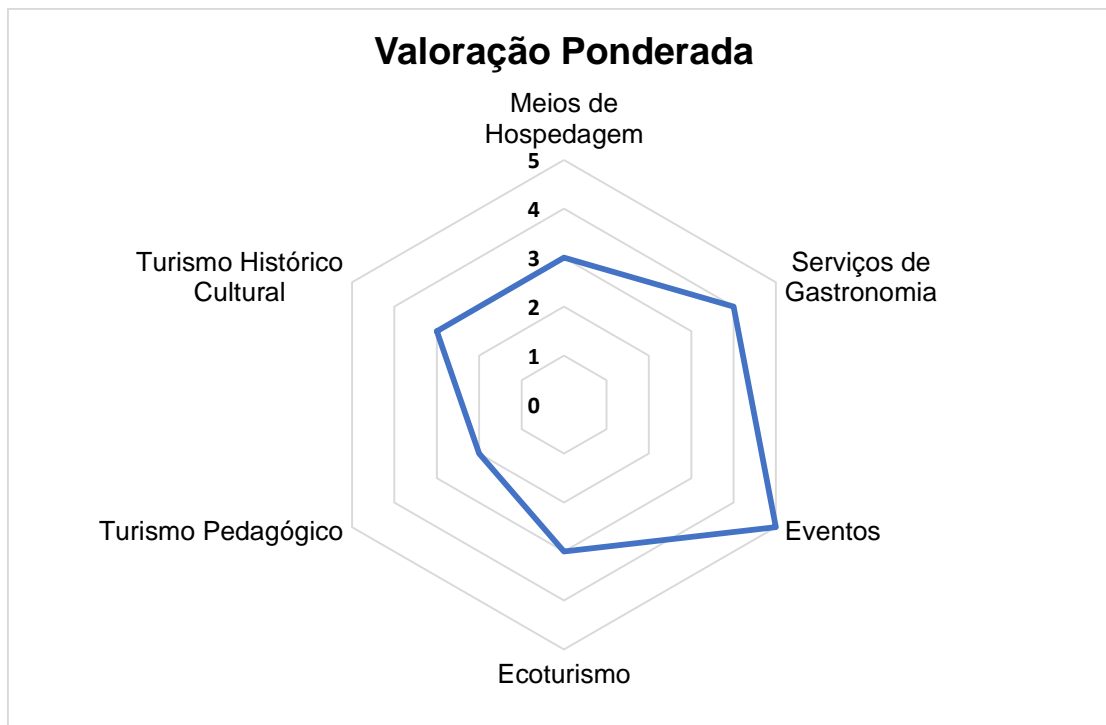 Valoração Ponderada
Meios de
Hospedagem
5
4
3
2
1
0
Serviços de
Gastronomia
Eventos
Ecoturismo
Turismo Pedagógico
Turismo Histórico
Cultural